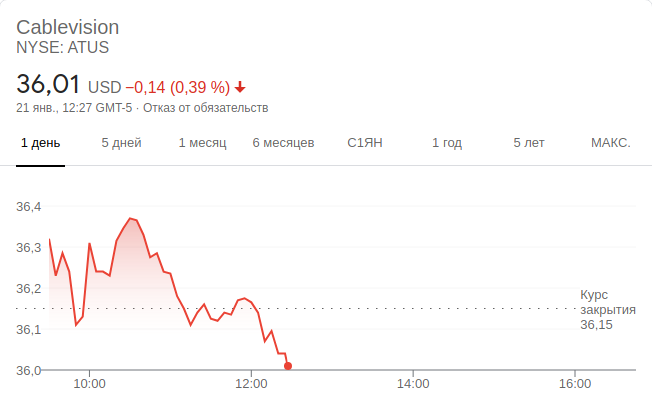 Cablevision
NYSE: ATUS
36,01 USD −0,14 (0,39 %)
21 янв., 12:27 GMT-5 · Отказ от обязательств
1 день 5 дней 1 месяц 6 месяцев С1ЯН 1 год 5 лет МАКС.
36,4
36,3
36,2
36,1
36,0
Курс
закрытия
36,15
10:00 12:00 14:00 16:00